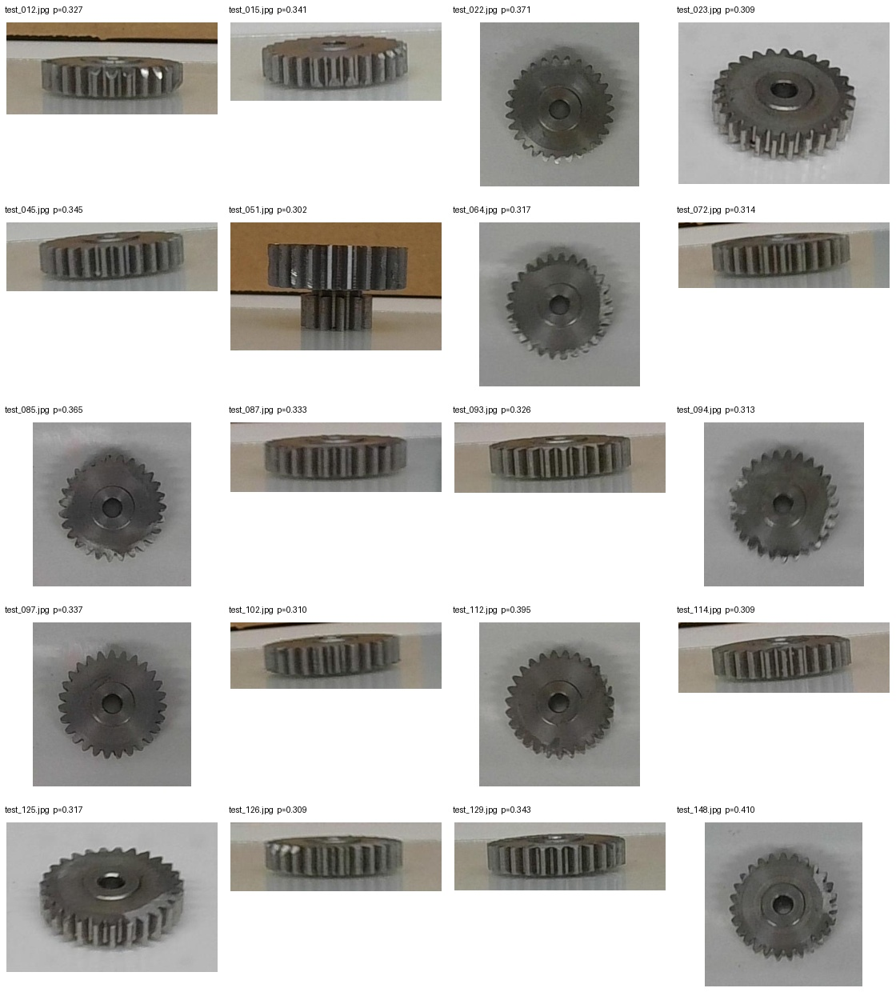 test_012.jpg p=0.327
test_015.jpg p=0.341
test_022.jpg p=0.371
test_023.jpg p=0.309
test_045.jpg p=0.345
test_051.jpg p=0.302
test_064.jpg p=0.317
test_072.jpg p=0.314
test_085.jpg p=0.365
test_087.jpg p=0.333
test_093.jpg p=0.326
test_094.jpg p=0.313
test_097.jpg p=0.337
test_102.jpg p=0.310
test_112.jpg p=0.395
test_114.jpg p=0.309
test_125.jpg p=0.317
test_126.jpg p=0.309
test_129.jpg p=0.343
test_148.jpg p=0.410